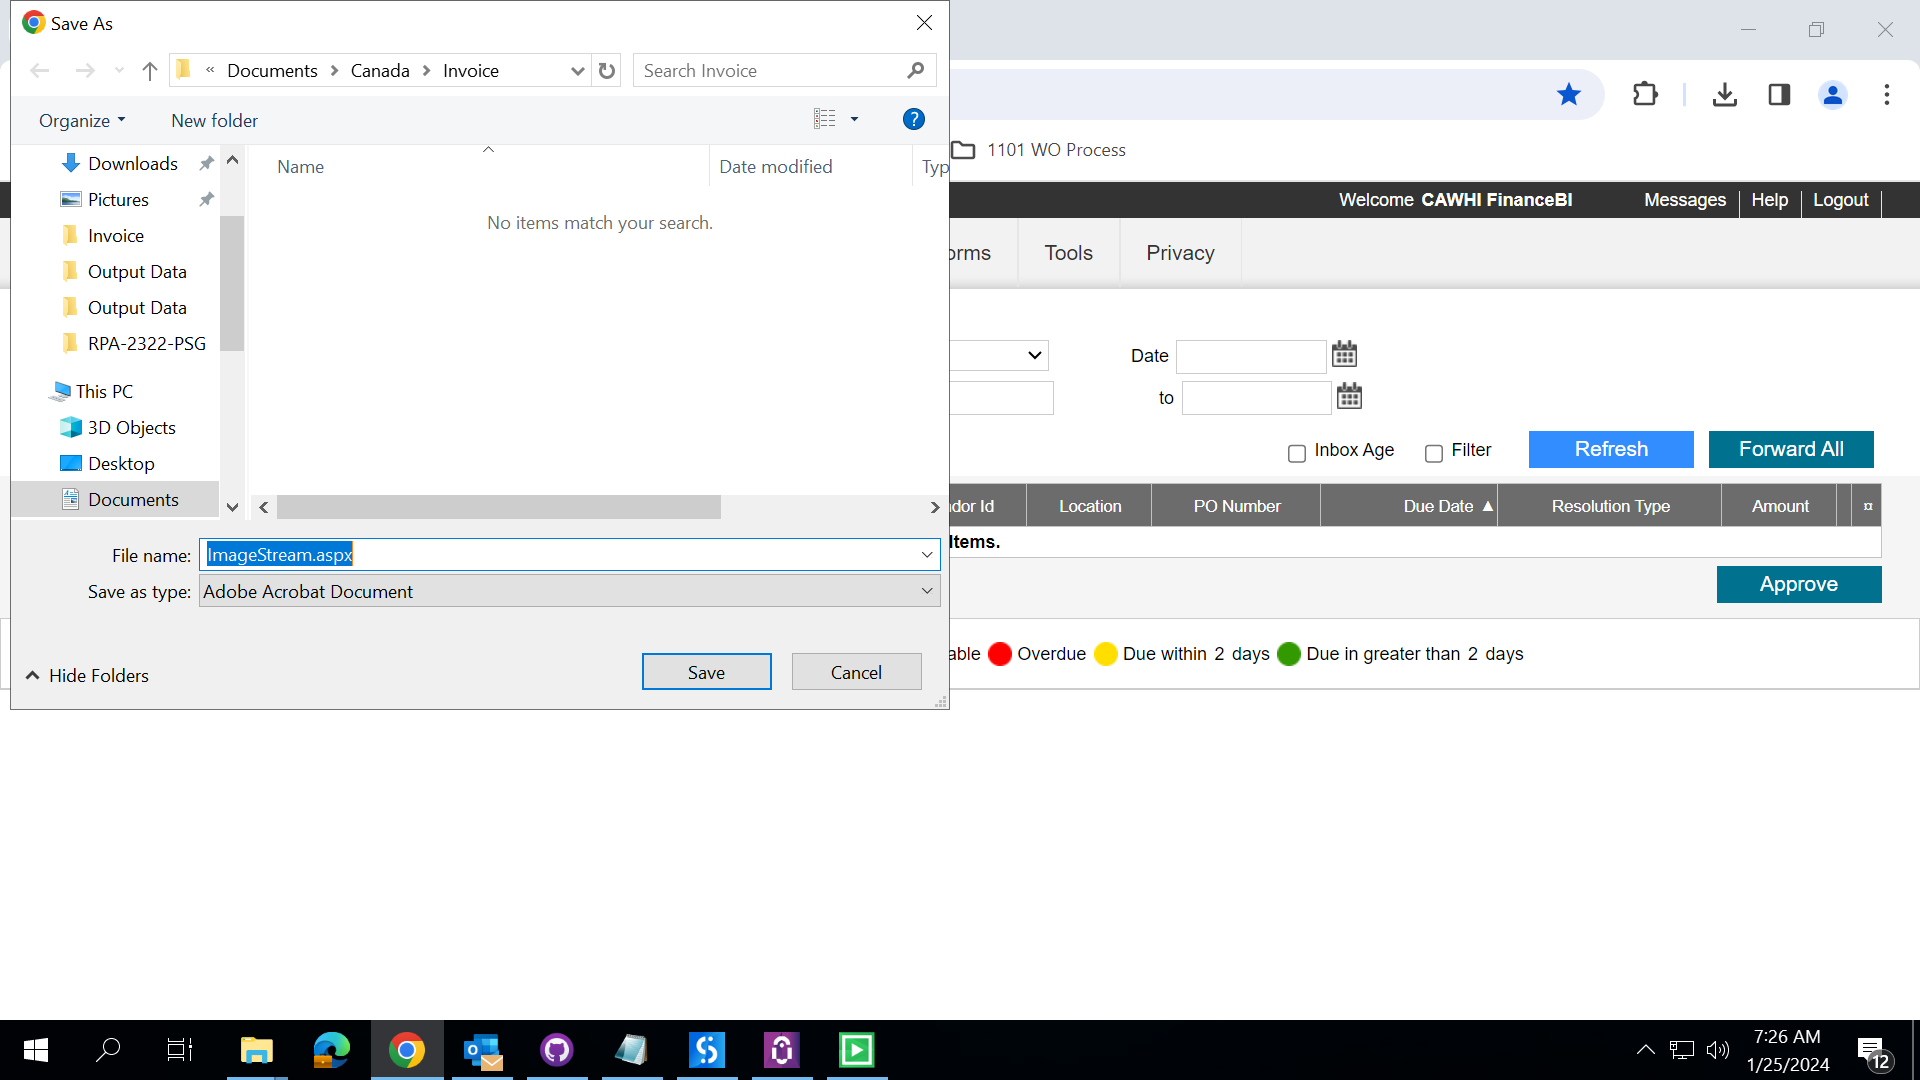 Save As
« Documents > Canada > Invoice
Search Invoice
Organize
New folder
?
Downloads
Pictures
Invoice
Output Data
Output Data
RPA-2322-PSG
This PC
3D Objects
Desktop
Documents
Name
Date modified
Typ
No items match your search.
File name: ImageStream.aspx
Save as type: Adobe Acrobat Document
Hide Folders
Save
Cancel
1101 WO Process
Welcome CAWHI FinanceBI
Messages
Help
Logout
orms
Tools
Privacy
Date
to
Inbox Age
Filter
Refresh
Forward All
dor Id
Location
PO Number
Due Date ▲
Resolution Type
Amount
¤
Items.
Approve
able
Overdue
Due within 2 days
Due in greater than 2 days
7:26 AM
1/25/2024
12